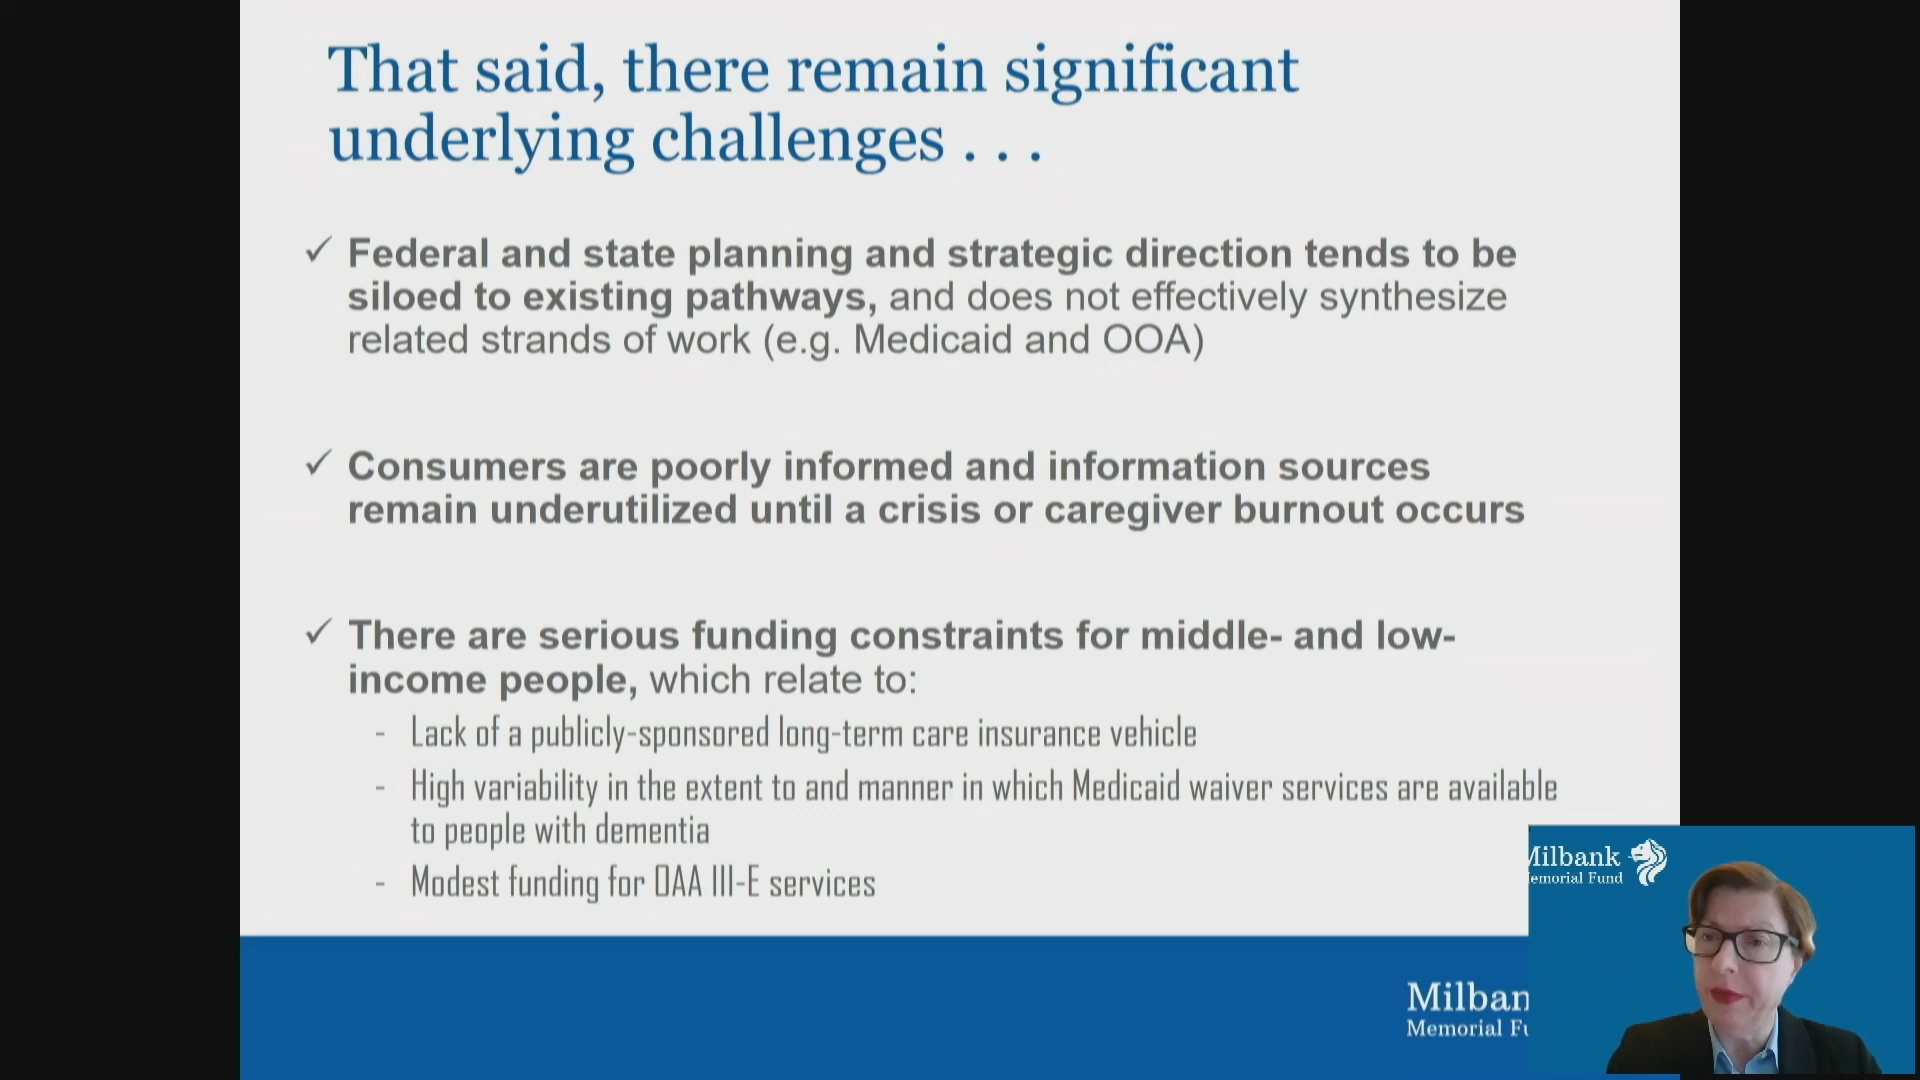 That said, there remain significant
underlying challenges . . .
✓ Federal and state planning and strategic direction tends to be
siloed to existing pathways, and does not effectively synthesize
related strands of work (e.g. Medicaid and OOA)
✓ Consumers are poorly informed and information sources
remain underutilized until a crisis or caregiver burnout occurs
✓ There are serious funding constraints for middle- and low-
income people, which relate to:
- Lack of a publicly-sponsored long-term care insurance vehicle
- High variability in the extent to and manner in which Medicaid waiver services are available
to people with dementia
- Modest funding for OAA III-E services
Milbank
Memorial Fund
Milban
Memorial Fu